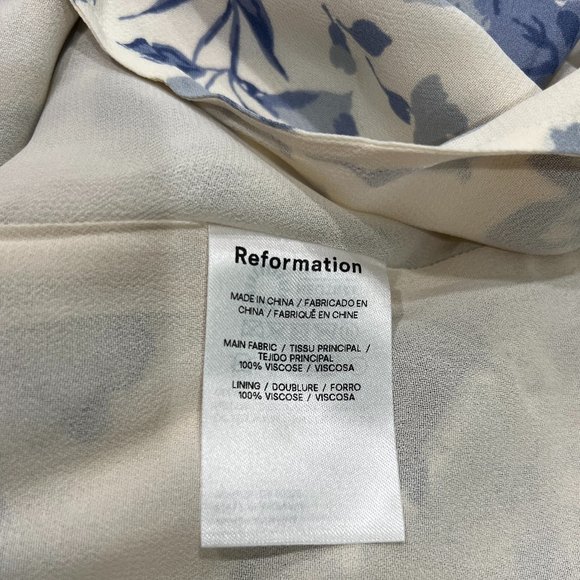 Reformation
MADE IN CHINA / FABRICADO EN
CHINA / FABRIQUÉ EN CHINE
MAIN FABRIC / TISSU PRINCIPAL /
TEJIDO PRINCIPAL
100% VISCOSE / VISCOSA
LINING / DOUBLURE / FORRO
100% VISCOSE / VISCOSA